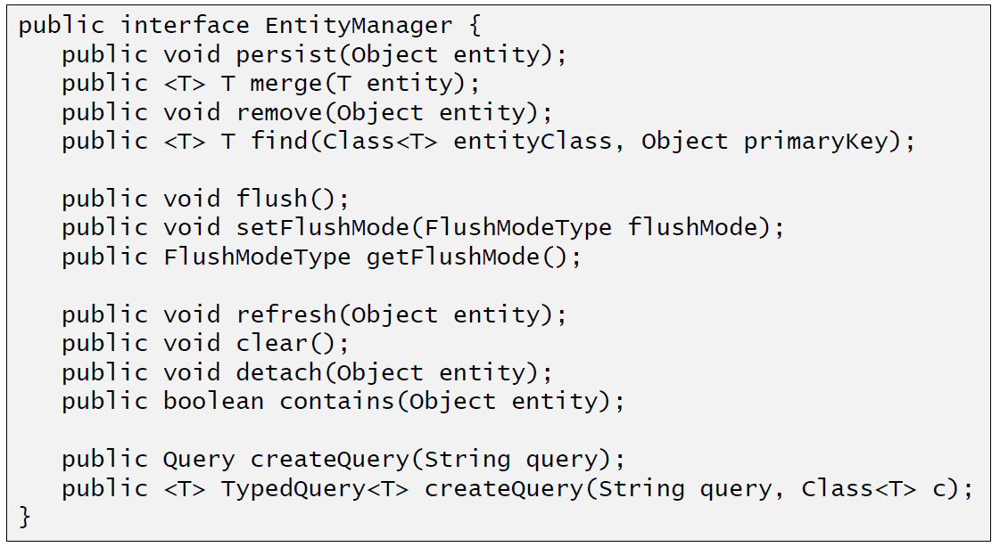 public interface EntityManager {
public void persist(Object entity);
public <T> T merge(T entity);
public void remove(Object entity);
public <T> T find(Class<T> entityClass, Object primaryKey);
public void flush();
public void setFlushMode(FlushModeType flushMode);
public FlushModeType getFlushMode();
public void refresh(Object entity);
public void clear();
public void detach(Object entity);
public boolean contains(Object entity);
public Query createQuery(String query);
public <T> TypedQuery<T> createQuery(String query, Class<T> c);
}